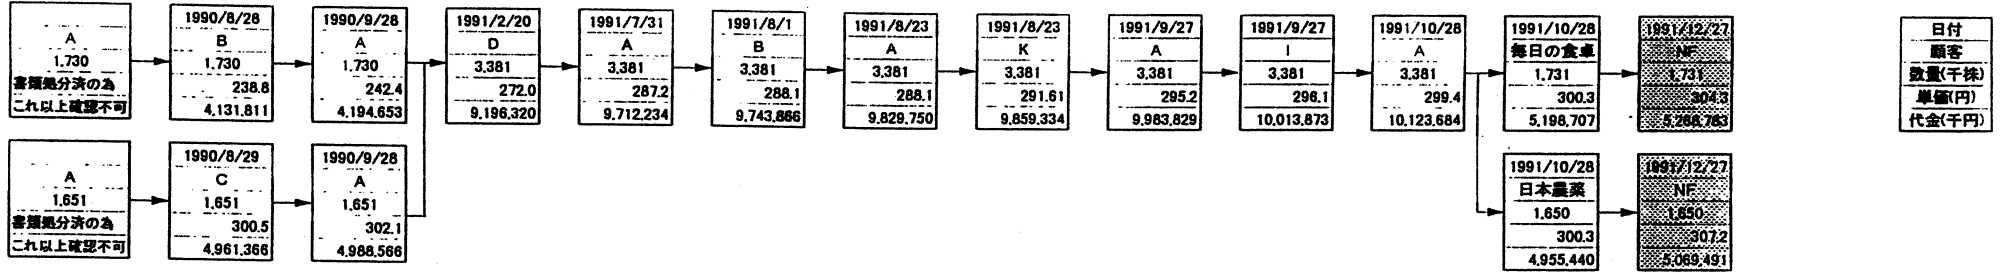 A
1.730
書類処分済の為
これ以上確認不可
1990/8/28
B
1.730
238.8
4.131.811
1990/9/28
A
1.730
242.4
4.194.653
1991/2/20
D
3.381
272.0
9.196.320
1991/7/31
A
3.381
287.2
9.712.234
1991/8/1
B
3.381
288.1
9.743.866
1991/8/23
A
3.381
288.1
9.829.750
1991/8/23
K
3.381
291.61
9.859.334
1991/9/27
A
3.381
295.2
9.983.829
1991/9/27
I
3.381
296.1
10.013.873
1991/10/28
A
3.381
299.4
10.123.684
1991/10/28
毎日の食卓
1.731
300.3
5.198.707
1991/12/27
NF
1.731
304.3
5.268.783
日付
顧客
数量(千株)
単価(円)
代金(千円)
A
1.651
書類処分済の為
これ以上確認不可
1990/8/29
C
1.651
300.5
4.961.366
1990/9/28
A
1.651
302.1
4.988.566
1991/10/28
日本農薬
1.650
300.3
4.955.440
1991/12/27
NF
1.650
307.2
5.069.491